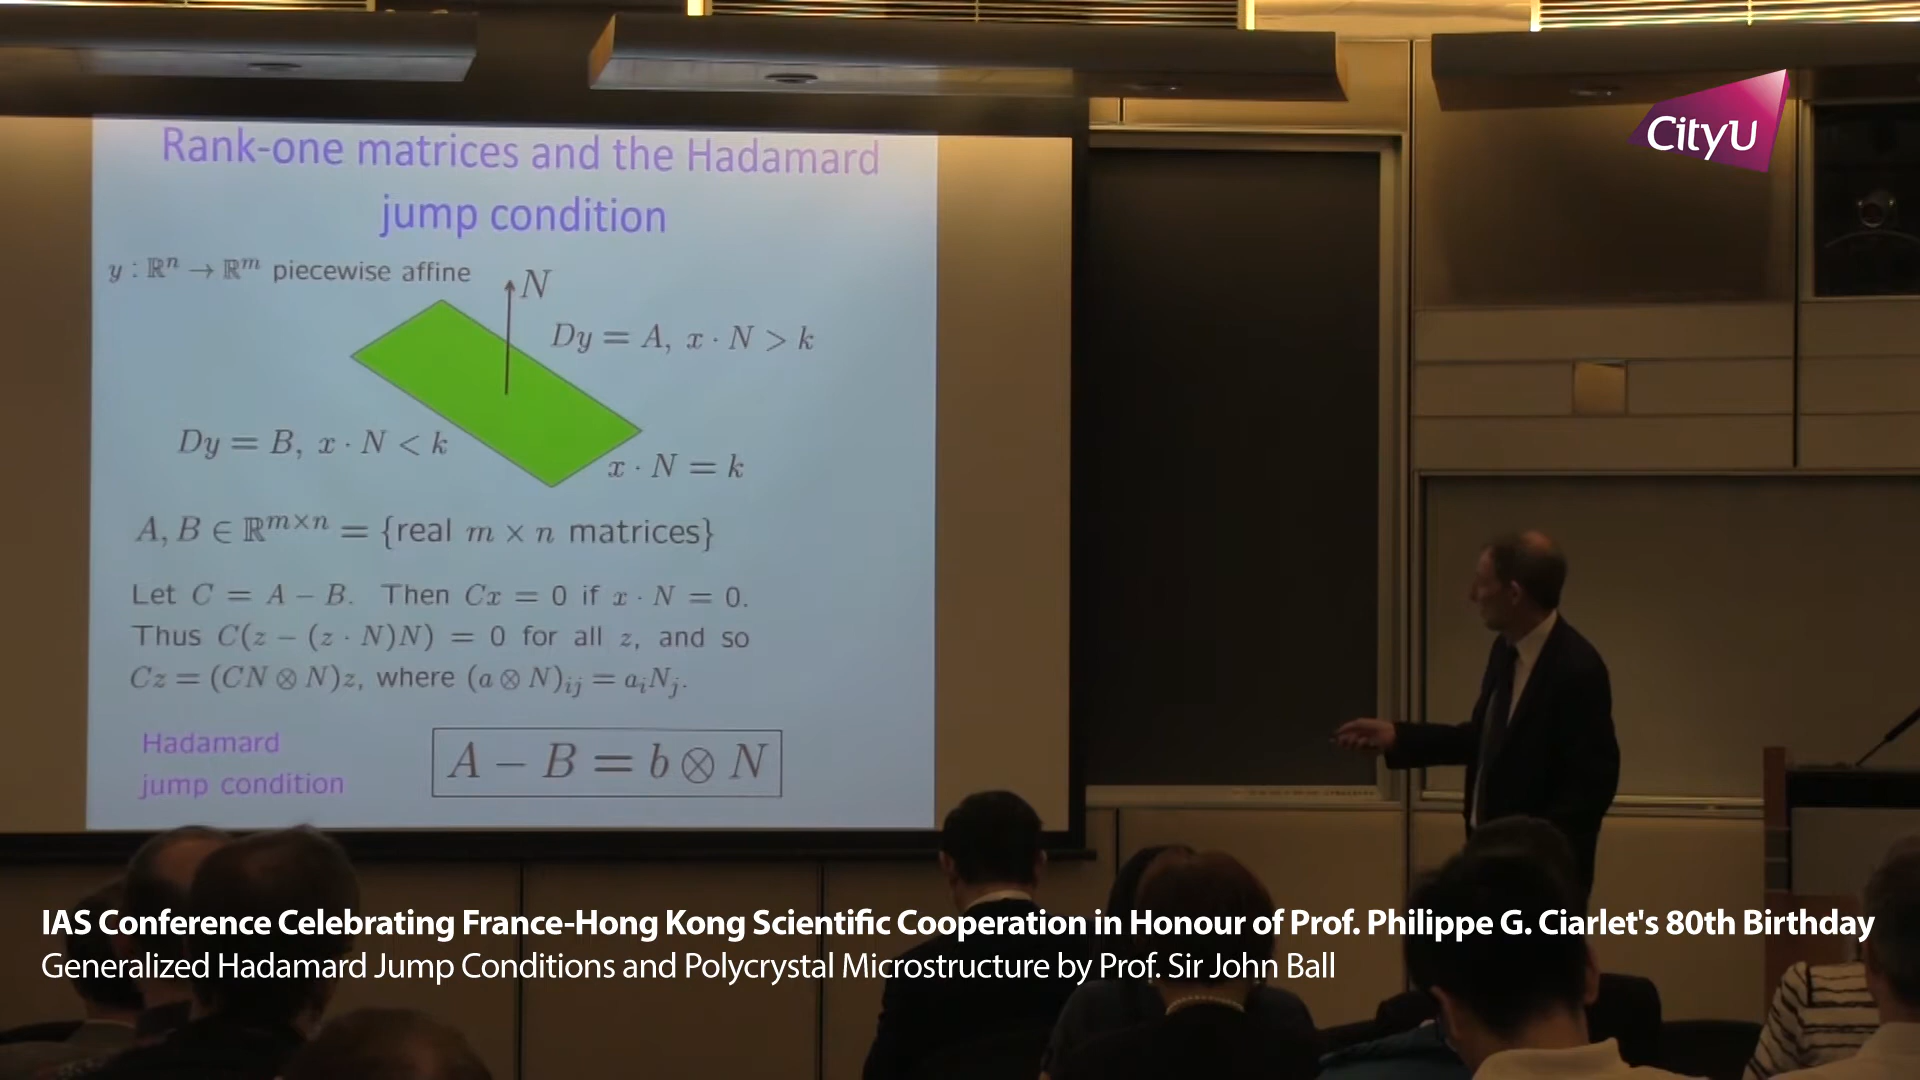 CityU
Rank-one matrices and the Hadamard
jump condition
y : ℝⁿ → ℝᵐ piecewise affine
N
Dy = A, x · N > k
Dy = B, x · N < k
x · N = k
A, B ∈ ℝᵐˣⁿ = {real m × n matrices}
Let C = A − B. Then Cx = 0 if x · N = 0.
Thus C(z − (z · N)N) = 0 for all z, and so
Cz = (CN ⊗ N)z, where (a ⊗ N)ᵢⱼ = aᵢNⱼ.
Hadamard
jump condition
A − B = b ⊗ N
IAS Conference Celebrating France-Hong Kong Scientific Cooperation in Honour of Prof. Philippe G. Ciarlet's 80th Birthday
Generalized Hadamard Jump Conditions and Polycrystal Microstructure by Prof. Sir John Ball